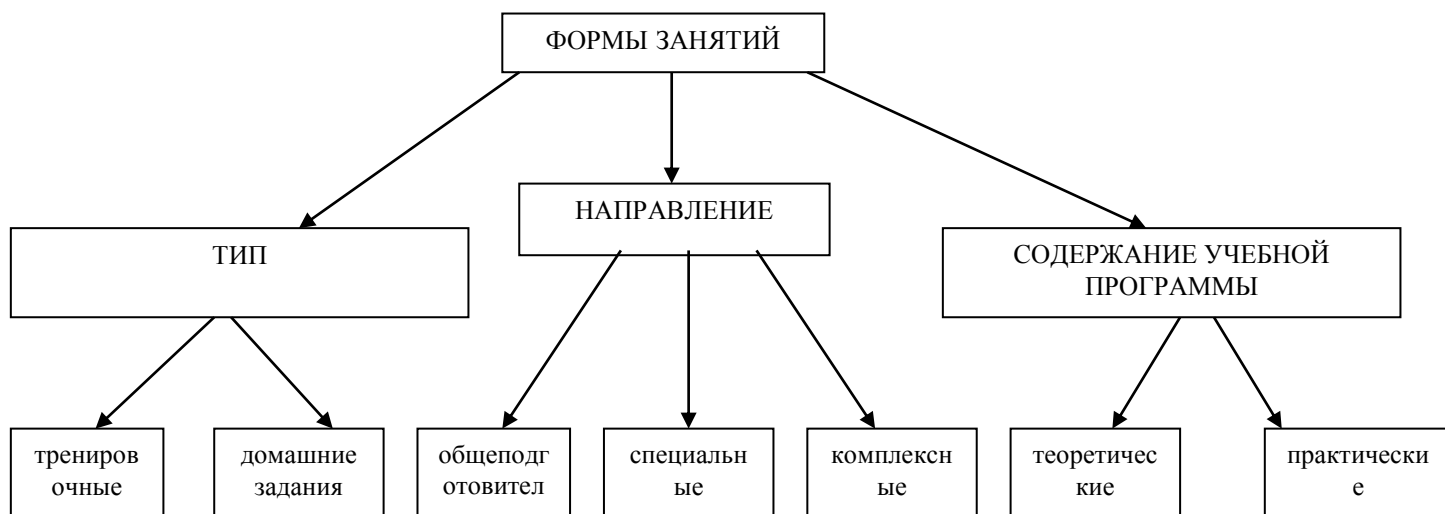 ФОРМЫ ЗАНЯТИЙ
НАПРАВЛЕНИЕ
ТИП
СОДЕРЖАНИЕ УЧЕБНОЙ
ПРОГРАММЫ
трениров
очные
домашние
задания
общеподг
отовител
специальн
ые
комплексн
ые
теоретичес
кие
практически
е